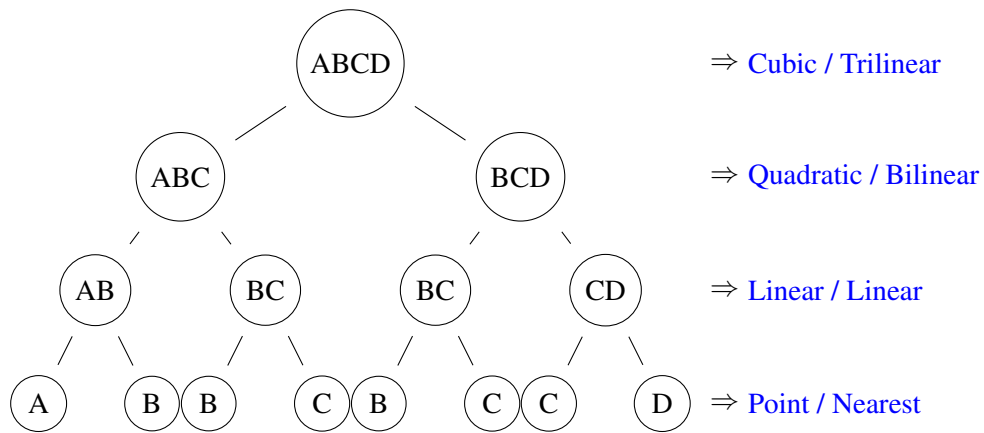 ABCD ⇒ Cubic / Trilinear
ABC BCD ⇒ Quadratic / Bilinear
AB BC BC CD ⇒ Linear / Linear
A B B C B C C D ⇒ Point / Nearest